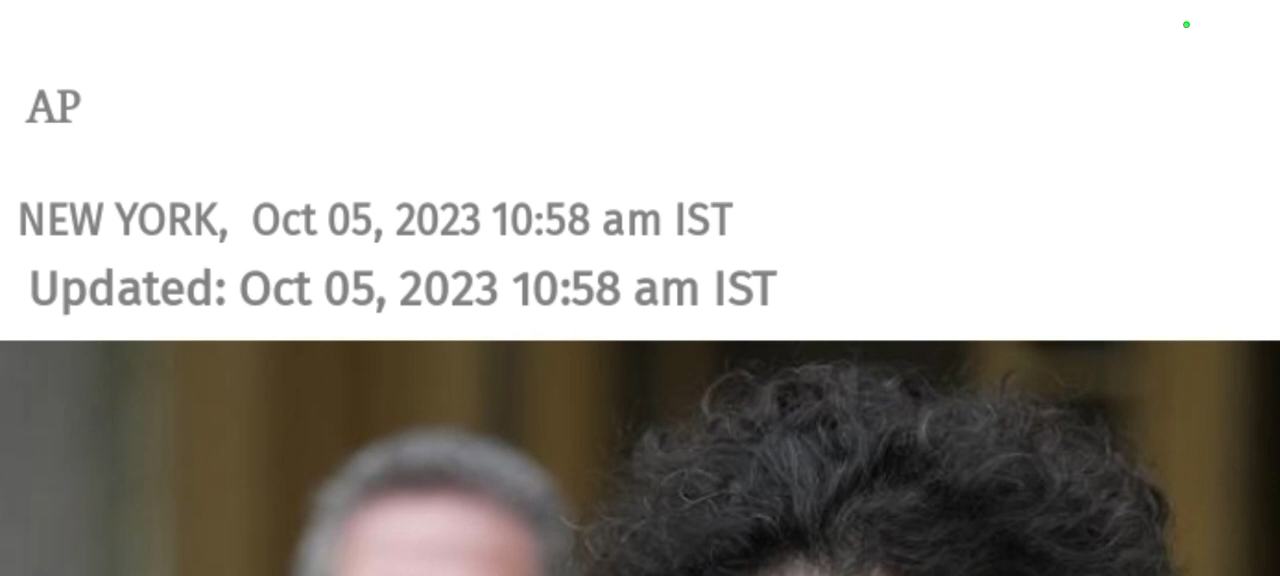 AP
NEW YORK, Oct 05, 2023 10:58 am IST
Updated: Oct 05, 2023 10:58 am IST